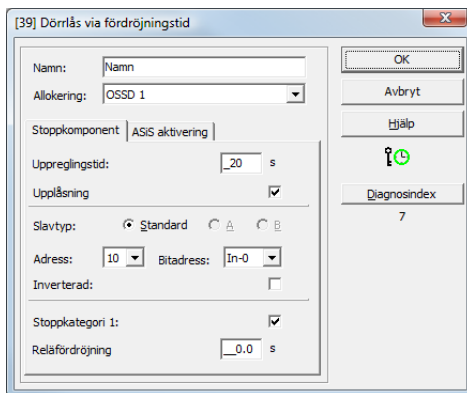 [39] Dörrlås via fördröjningstid
Namn: Namn
Allokering: OSSD 1
Stoppkomponent ASiS aktivering
Uppreglingstid: _20 s
Upplåsning
Slavtyp: Standard A B
Adress: 10 Bitadress: In-0
Inverterad:
Stoppkategori 1:
Reläfördröjning __0.0 s
OK
Avbryt
Hjälp
Diagnosindex
7